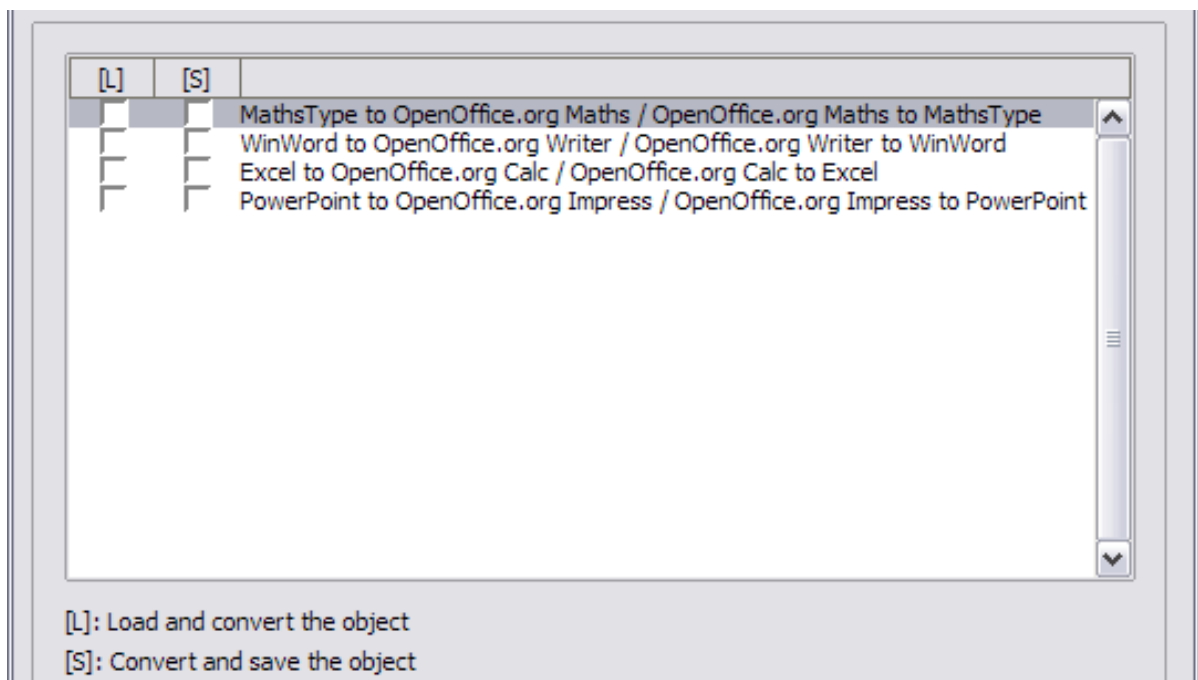 [L] [S]
MathsType to OpenOffice.org Maths / OpenOffice.org Maths to MathsType
WinWord to OpenOffice.org Writer / OpenOffice.org Writer to WinWord
Excel to OpenOffice.org Calc / OpenOffice.org Calc to Excel
PowerPoint to OpenOffice.org Impress / OpenOffice.org Impress to PowerPoint
[L]: Load and convert the object
[S]: Convert and save the object